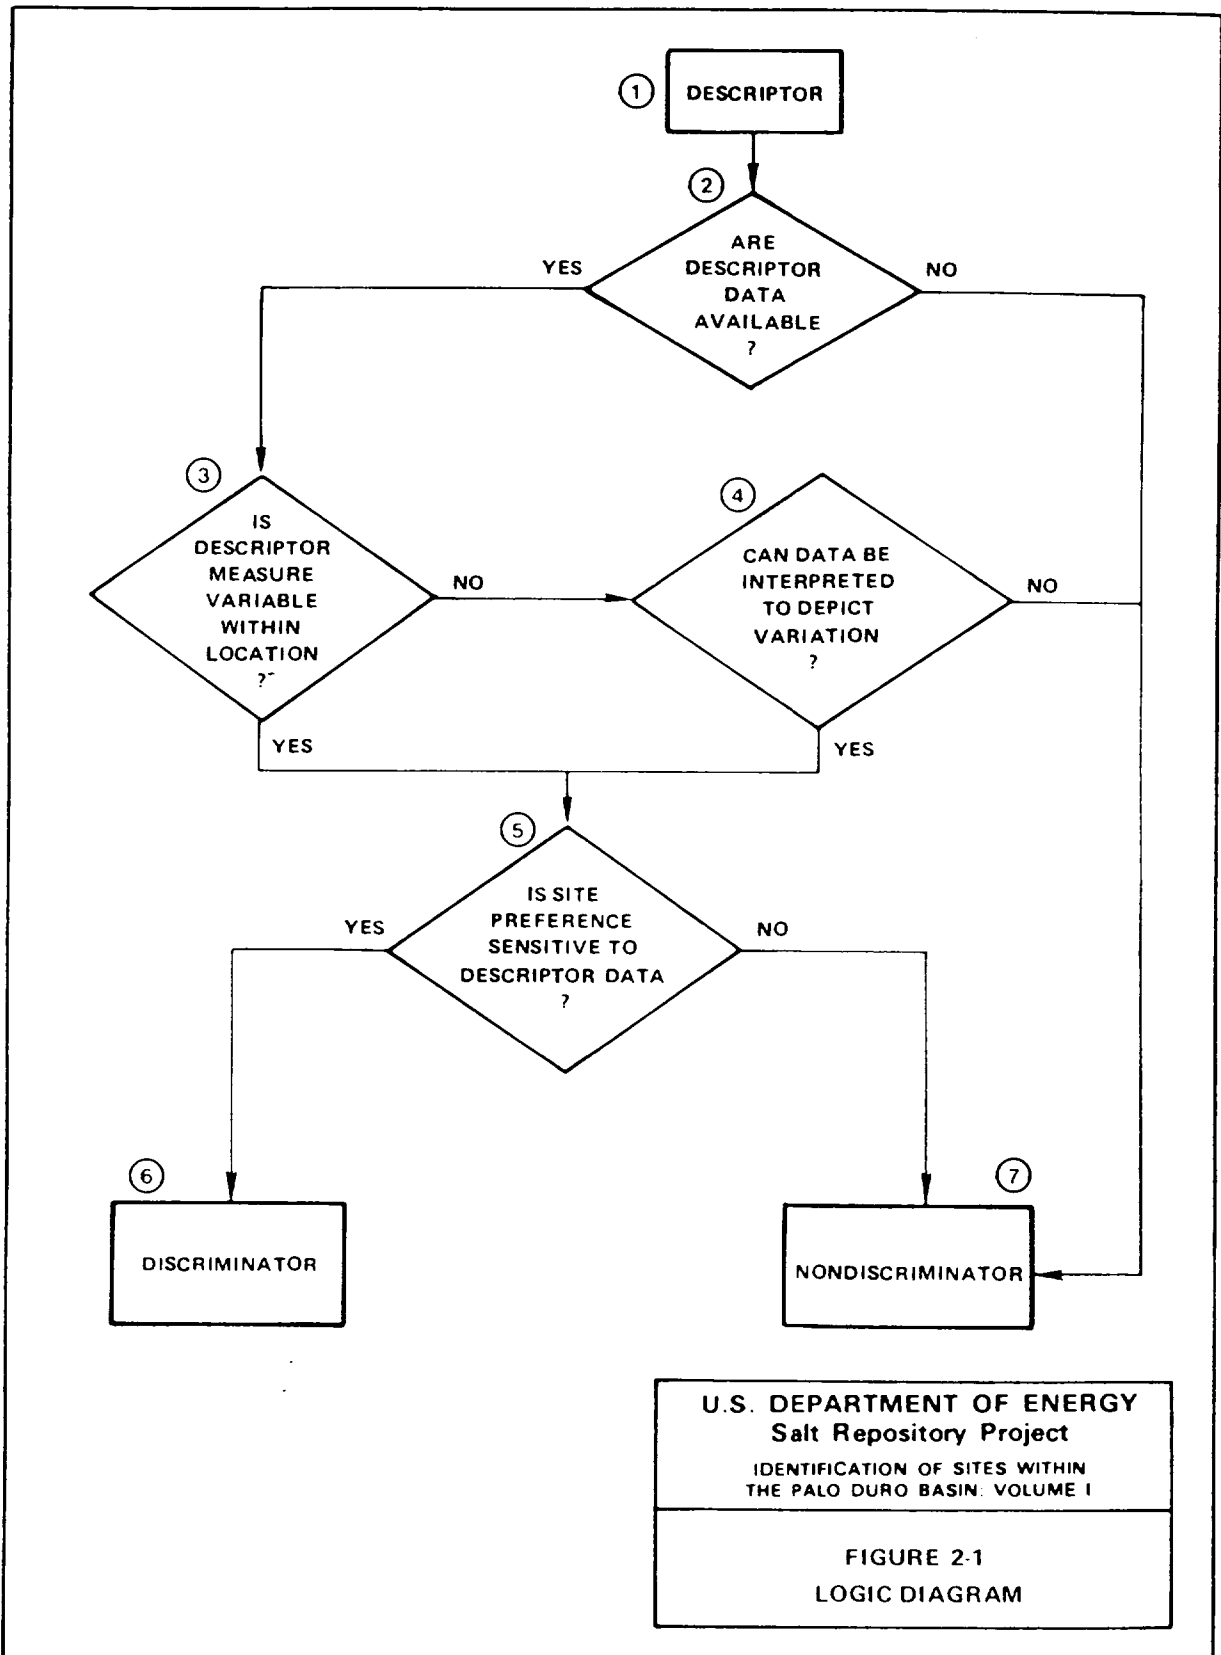 1
DESCRIPTOR
2
ARE
DESCRIPTOR
DATA
AVAILABLE
?
YES
NO
3
IS
DESCRIPTOR
MEASURE
VARIABLE
WITHIN
LOCATION
?
NO
YES
4
CAN DATA BE
INTERPRETED
TO DEPICT
VARIATION
?
NO
YES
5
IS SITE
PREFERENCE
SENSITIVE TO
DESCRIPTOR DATA
?
YES
NO
6
DISCRIMINATOR
7
NONDISCRIMINATOR
U.S. DEPARTMENT OF ENERGY
Salt Repository Project
IDENTIFICATION OF SITES WITHIN
THE PALO DURO BASIN: VOLUME I
FIGURE 2-1
LOGIC DIAGRAM